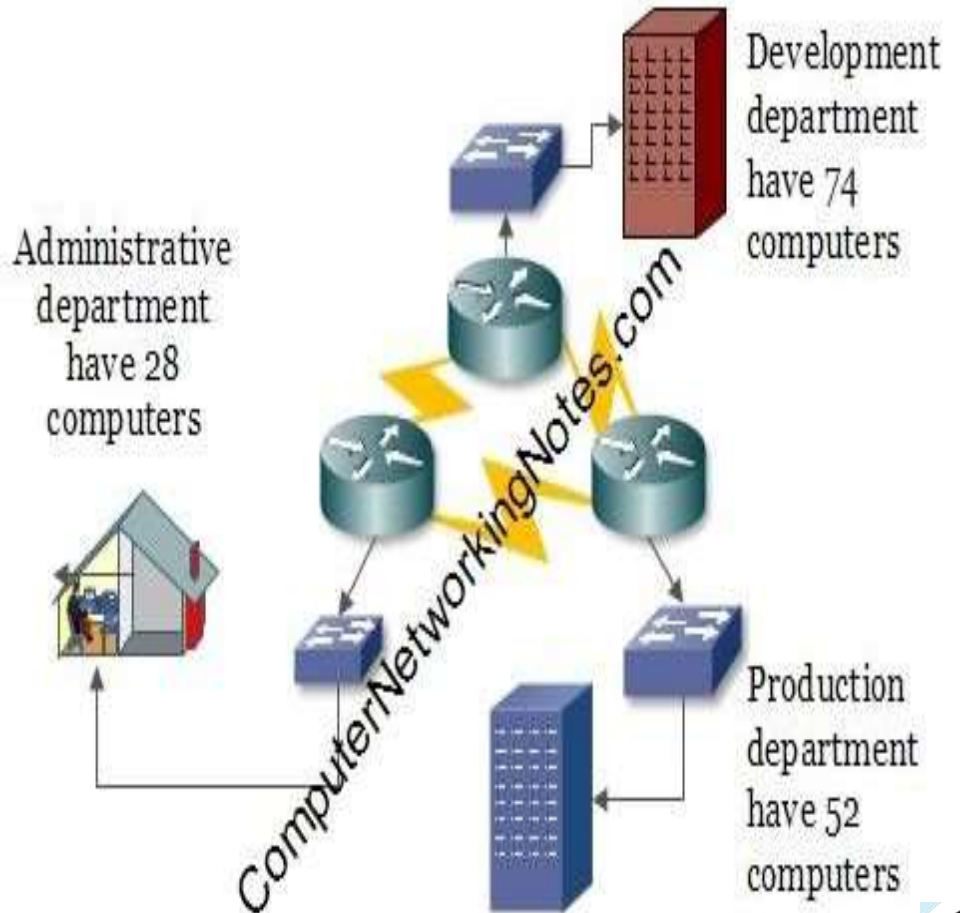 Development
department
have 74
computers
Administrative
department
have 28
computers
ComputerNetworkingNotes.com
Production
department
have 52
computers